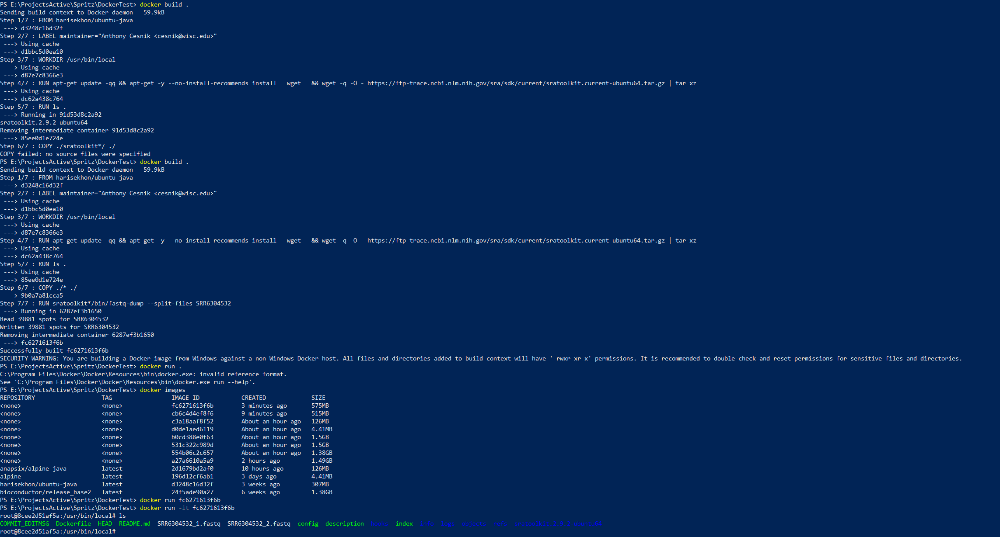 PS E:\ProjectsActive\Spritz\DockerTest> docker build .
Sending build context to Docker daemon   59.9kB
Step 1/7 : FROM harisekhon/ubuntu-java
 ---> d3248c16d32f
Step 2/7 : LABEL maintainer="Anthony Cesnik <cesnik@wisc.edu>"
 ---> Using cache
 ---> d1bbc5d0ea10
Step 3/7 : WORKDIR /usr/bin/local
 ---> Using cache
 ---> d87e7c8366e3
Step 4/7 : RUN apt-get update -qq && apt-get -y --no-install-recommends install   wget   && wget -q -O - https://ftp-trace.ncbi.nlm.nih.gov/sra/sdk/current/sratoolkit.current-ubuntu64.tar.gz | tar xz
 ---> Using cache
 ---> dc62a438c764
Step 5/7 : RUN ls .
 ---> Running in 91d53d8c2a92
sratoolkit.2.9.2-ubuntu64
Removing intermediate container 91d53d8c2a92
 ---> 85ee0d1e724e
Step 6/7 : COPY ./sratoolkit*/ ./
COPY failed: no source files were specified
PS E:\ProjectsActive\Spritz\DockerTest> docker build .
Sending build context to Docker daemon   59.9kB
Step 1/7 : FROM harisekhon/ubuntu-java
 ---> d3248c16d32f
Step 2/7 : LABEL maintainer="Anthony Cesnik <cesnik@wisc.edu>"
 ---> Using cache
 ---> d1bbc5d0ea10
Step 3/7 : WORKDIR /usr/bin/local
 ---> Using cache
 ---> d87e7c8366e3
Step 4/7 : RUN apt-get update -qq && apt-get -y --no-install-recommends install   wget   && wget -q -O - https://ftp-trace.ncbi.nlm.nih.gov/sra/sdk/current/sratoolkit.current-ubuntu64.tar.gz | tar xz
 ---> Using cache
 ---> dc62a438c764
Step 5/7 : RUN ls .
 ---> Using cache
 ---> 85ee0d1e724e
Step 6/7 : COPY ./* ./
 ---> 9b0a7a81cca5
Step 7/7 : RUN sratoolkit*/bin/fastq-dump --split-files SRR6304532
 ---> Running in 6287ef3b1650
Read 39881 spots for SRR6304532
Written 39881 spots for SRR6304532
Removing intermediate container 6287ef3b1650
 ---> fc6271613f6b
Successfully built fc6271613f6b
SECURITY WARNING: You are building a Docker image from Windows against a non-Windows Docker host. All files and directories added to build context will have '-rwxr-xr-x' permissions. It is recommended to double check and reset permissions for sensitive files and directories.
PS E:\ProjectsActive\Spritz\DockerTest> docker run .
C:\Program Files\Docker\Docker\Resources\bin\docker.exe: invalid reference format.
See 'C:\Program Files\Docker\Docker\Resources\bin\docker.exe run --help'.
PS E:\ProjectsActive\Spritz\DockerTest> docker images
REPOSITORY                   TAG                 IMAGE ID            CREATED             SIZE
<none>                       <none>              fc6271613f6b        3 minutes ago       575MB
<none>                       <none>              cb6c4d4ef8f6        9 minutes ago       515MB
<none>                       <none>              c3a18aaf8f52        About an hour ago   126MB
<none>                       <none>              d0de1aed6119        About an hour ago   4.41MB
<none>                       <none>              b0cd388e0f63        About an hour ago   1.5GB
<none>                       <none>              531c322c989d        About an hour ago   1.5GB
<none>                       <none>              554b06c2c657        About an hour ago   1.38GB
<none>                       <none>              a27a6610a5a9        2 hours ago         1.49GB
anapsix/alpine-java          latest              2d1679bd2af0        10 hours ago        126MB
alpine                       latest              196d12cf6ab1        3 days ago          4.41MB
harisekhon/ubuntu-java       latest              d3248c16d32f        3 weeks ago         307MB
bioconductor/release_base2   latest              24f5ade90a27        6 weeks ago         1.38GB
PS E:\ProjectsActive\Spritz\DockerTest> docker run fc6271613f6b
PS E:\ProjectsActive\Spritz\DockerTest> docker run -it fc6271613f6b
root@8cee2d51af5a:/usr/bin/local# ls
COMMIT_EDITMSG  Dockerfile  HEAD  README.md  SRR6304532_1.fastq  SRR6304532_2.fastq  config  description  hooks  index  info  logs  objects  refs  sratoolkit.2.9.2-ubuntu64
root@8cee2d51af5a:/usr/bin/local#